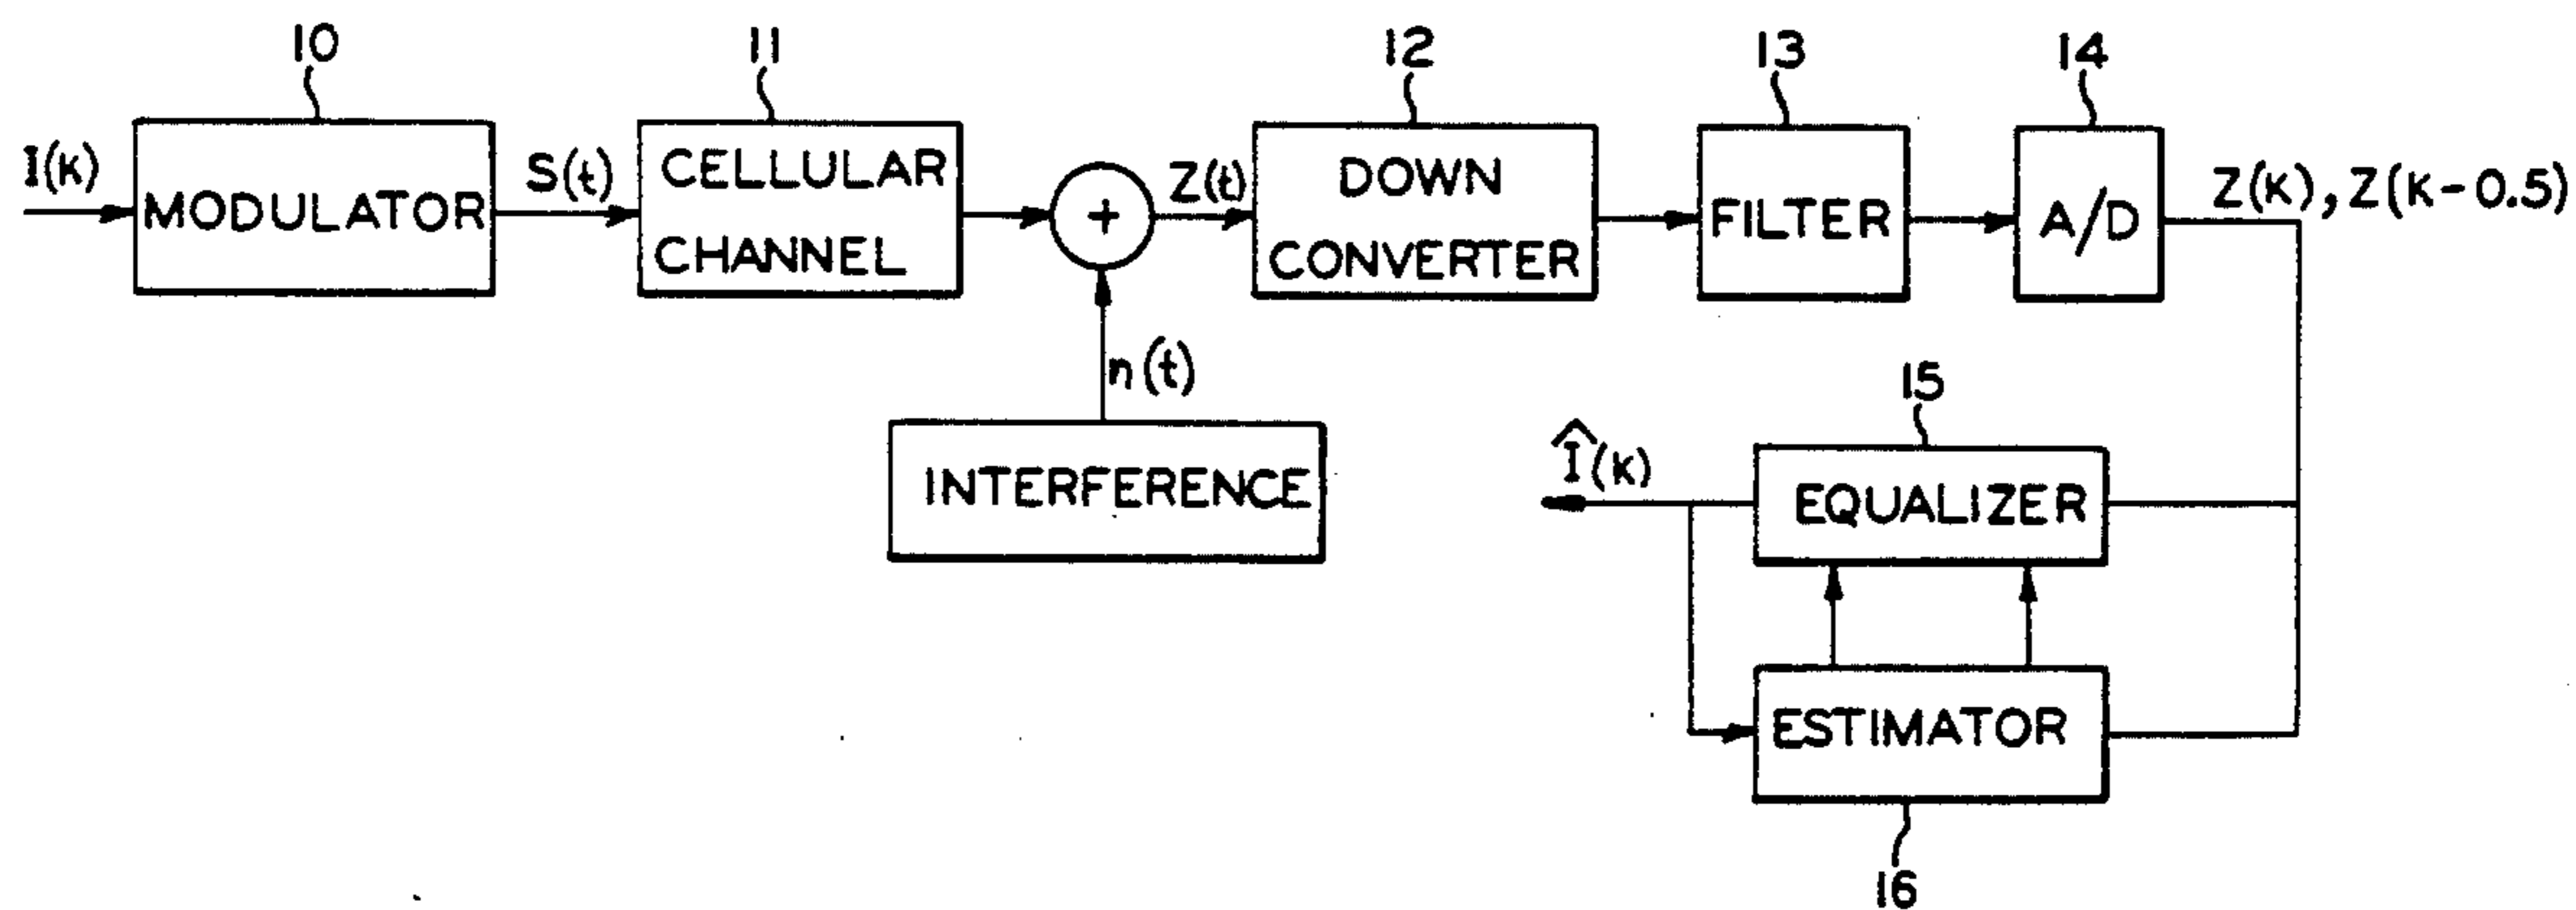 10
11
12
13
14
I(K)
MODULATOR
S(t)
CELLULAR
CHANNEL
+
Z(t)
DOWN
CONVERTER
FILTER
A/D
Z(K), Z(K-0.5)
n(t)
INTERFERENCE
15
Î(K)
EQUALIZER
ESTIMATOR
16